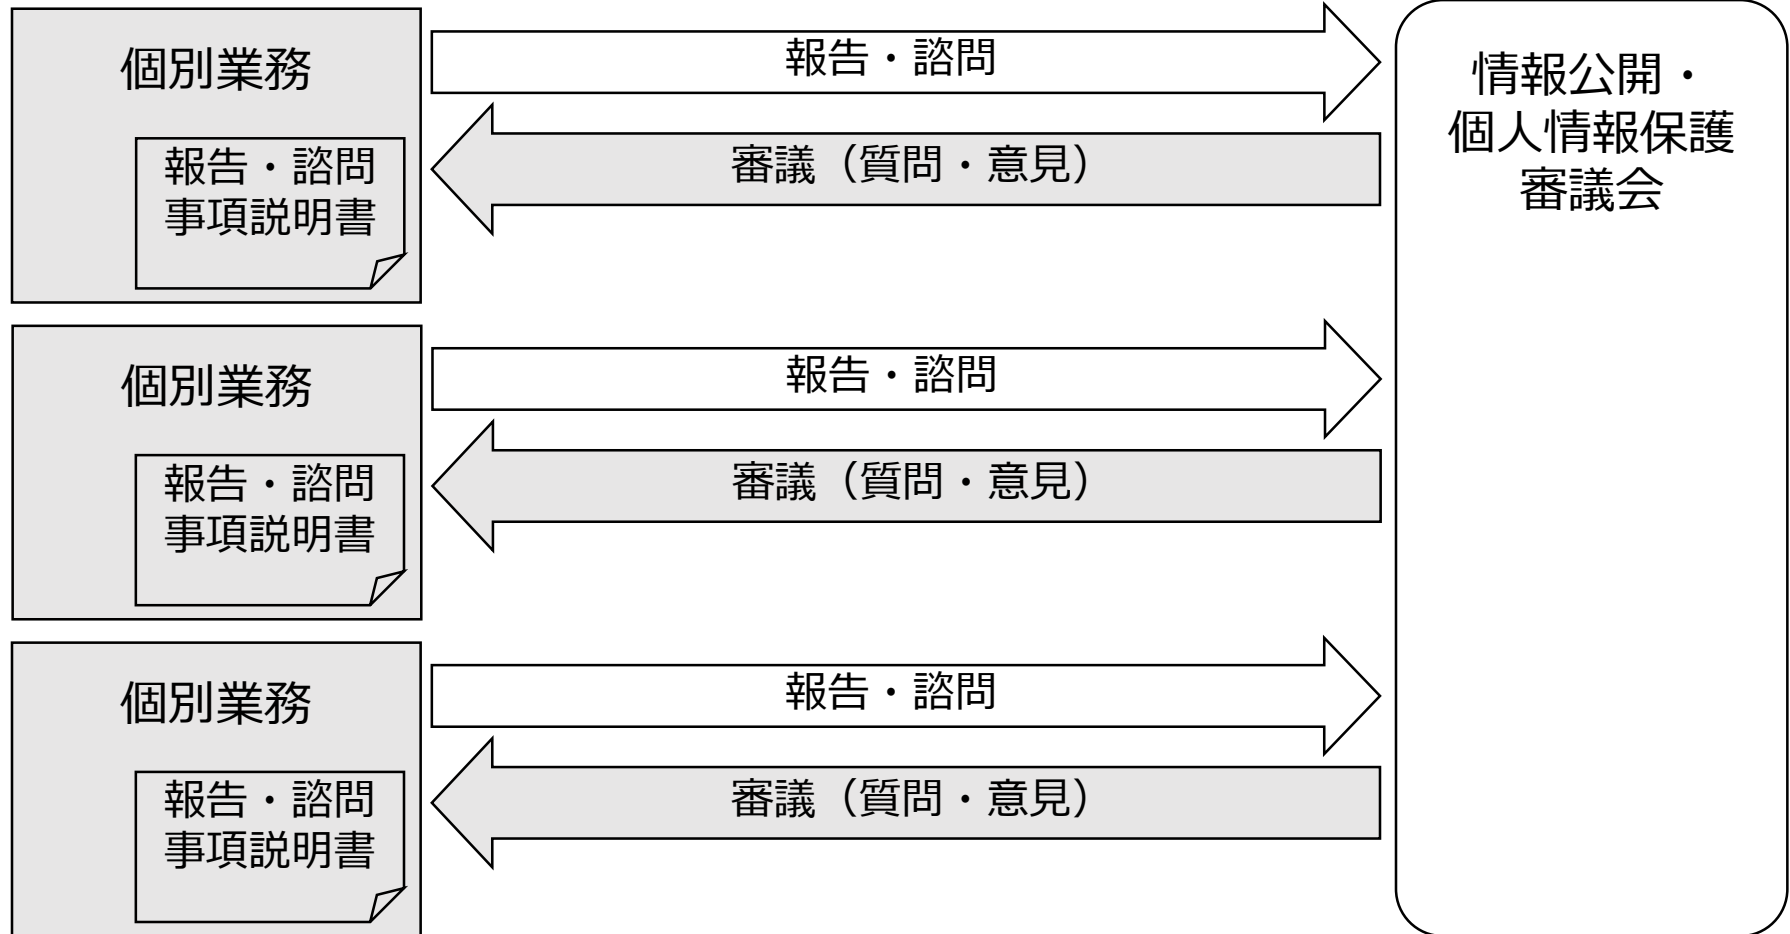 個別業務
報告・諮問
事項説明書
報告・諮問
審議（質問・意見）
個別業務
報告・諮問
事項説明書
報告・諮問
審議（質問・意見）
個別業務
報告・諮問
事項説明書
報告・諮問
審議（質問・意見）
情報公開・
個人情報保護
審議会